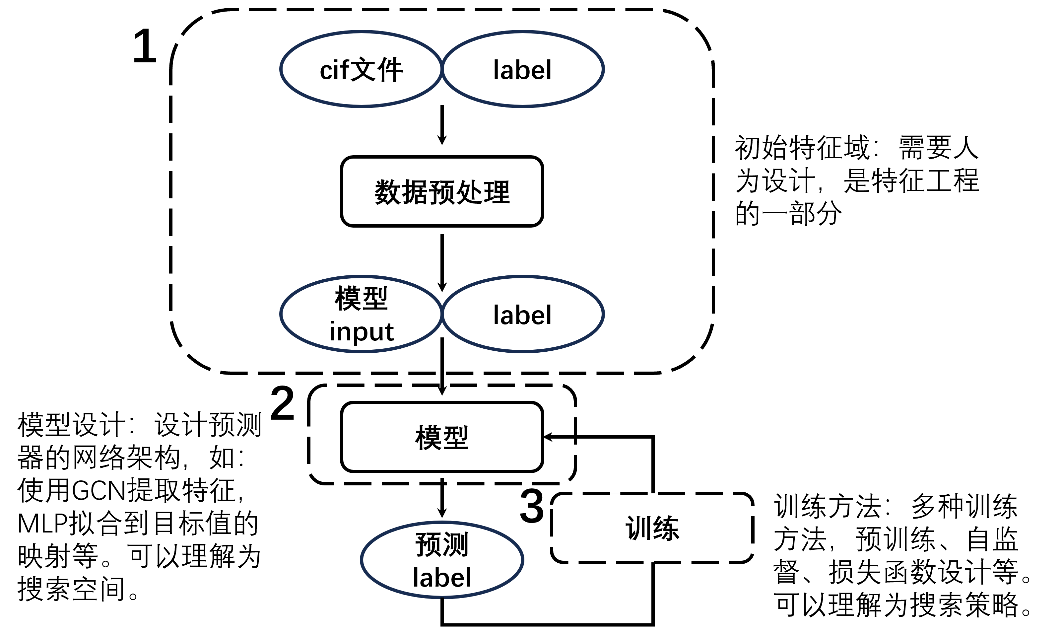 1
cif文件
label
数据预处理
初始特征域：需要人
为设计，是特征工程
的一部分
模型
input
label
2
模型
模型设计：设计预测
器的网络架构，如：
使用GCN提取特征，
MLP拟合到目标值的
映射等。可以理解为
搜索空间。
3
训练
训练方法：多种训练
方法，预训练、自监
督、损失函数设计等。
可以理解为搜索策略。
预测
label